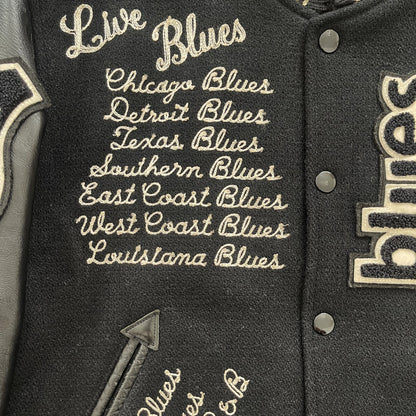 Live Blues
Chicago Blues
Detroit Blues
Texas Blues
Southern Blues
East Coast Blues
West Coast Blues
Louisiana Blues
blues
Blues
& B